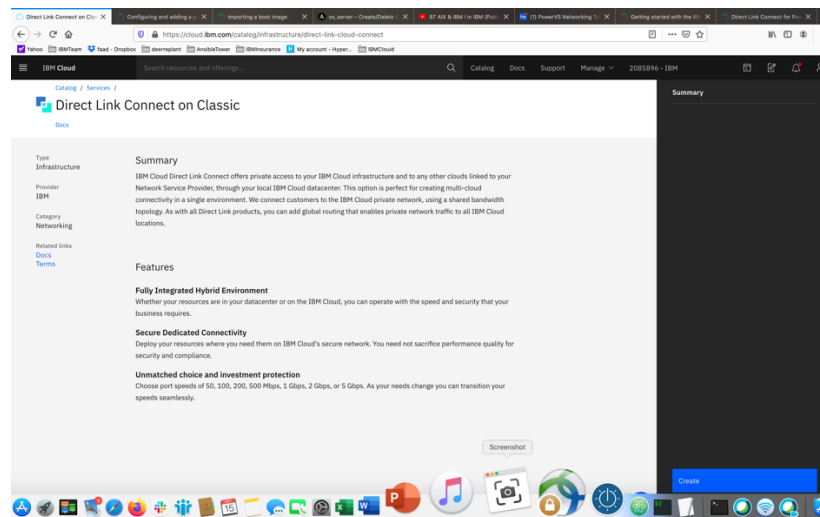 Direct Link Connect on Cla
Configuring and adding a p
Importing a boot image
os_server – Create/Delete
87 AIX & IBM i in IBM (Publ
(1) PowerVS Networking Tu
Getting started with the IB
Direct Link Connect for Pow
https://cloud.ibm.com/catalog/infrastructure/direct-link-cloud-connect
Yahoo IBMTeam faad - Dropbox deerreplant AnsibleTower IBMInsurance My account - Hyper... IBMClouid
IBM Cloud Search resources and offerings... Catalog Docs Support Manage 2085896 - IBM
Catalog / Services /
Direct Link Connect on Classic
Docs
Summary
Type
Infrastructure
Provider
IBM
Category
Networking
Related links
Docs
Terms
Summary
IBM Cloud Direct Link Connect offers private access to your IBM Cloud infrastructure and to any other clouds linked to your
Network Service Provider, through your local IBM Cloud datacenter. This option is perfect for creating multi-cloud
connectivity in a single environment. We connect customers to the IBM Cloud private network, using a shared bandwidth
topology. As with all Direct Link products, you can add global routing that enables private network traffic to all IBM Cloud
locations.
Features
Fully Integrated Hybrid Environment
Whether your resources are in your datacenter or on the IBM Cloud, you can operate with the speed and security that your
business requires.
Secure Dedicated Connectivity
Deploy your resources where you need them on IBM Cloud's secure network. You need not sacrifice performance quality for
security and compliance.
Unmatched choice and investment protection
Choose port speeds of 50, 100, 200, 500 Mbps, 1 Gbps, 2 Gbps, or 5 Gbps. As your needs change you can transition your
speeds seamlessly.
Screenshot
Create
15